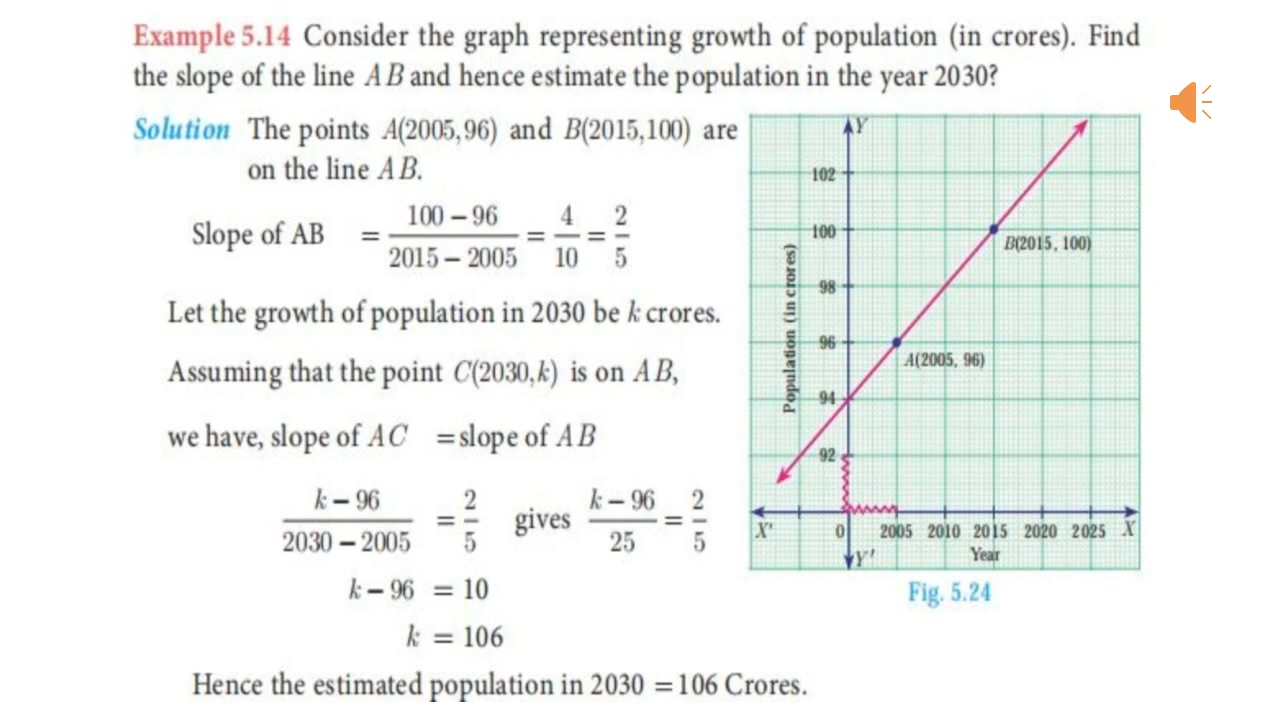 Example 5.14 Consider the graph representing growth of population (in crores). Find
the slope of the line AB and hence estimate the population in the year 2030?
Solution The points A(2005,96) and B(2015,100) are
on the line AB.
Slope of AB = (100 – 96)/(2015 – 2005) = 4/10 = 2/5
Let the growth of population in 2030 be k crores.
Assuming that the point C(2030,k) is on AB,
we have, slope of AC = slope of AB
(k – 96)/(2030 – 2005) = 2/5 gives (k – 96)/25 = 2/5
k – 96 = 10
k = 106
Hence the estimated population in 2030 = 106 Crores.
Y
102
100
B(2015, 100)
98
96
A(2005, 96)
94
92
Population (in crores)
X' 0 2005 2010 2015 2020 2025 X
Year
Y'
Fig. 5.24